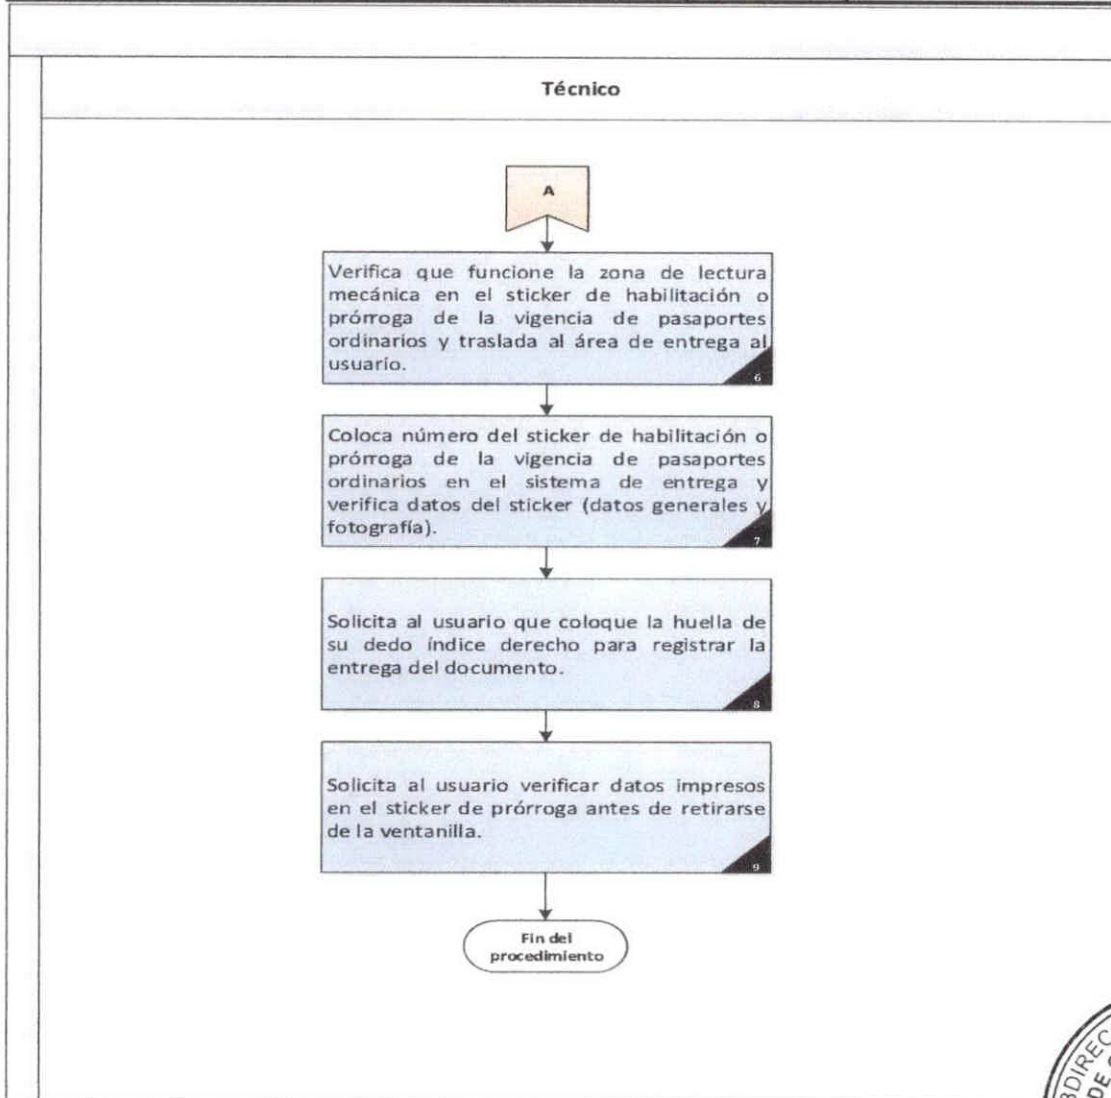 Técnico
A
Verifica que funcione la zona de lectura
mecánica en el sticker de habilitación o
prórroga de la vigencia de pasaportes
ordinarios y traslada al área de entrega al
usuario.
6
Coloca número del sticker de habilitación o
prórroga de la vigencia de pasaportes
ordinarios en el sistema de entrega y
verifica datos del sticker (datos generales y
fotografía).
7
Solicita al usuario que coloque la huella de
su dedo índice derecho para registrar la
entrega del documento.
8
Solicita al usuario verificar datos impresos
en el sticker de prórroga antes de retirarse
de la ventanilla.
9
Fin del
procedimiento